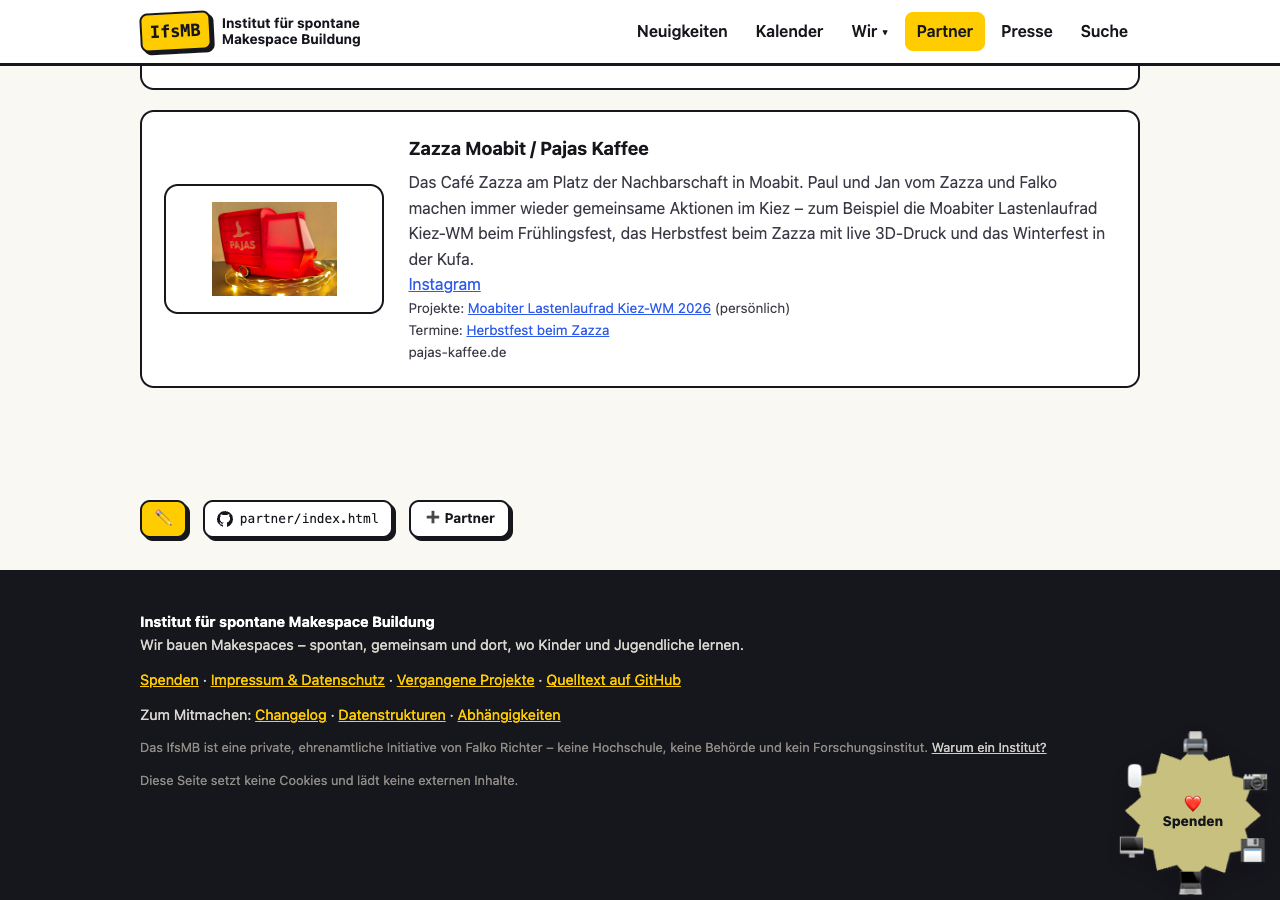 IfsMB
Institut für spontane
Makespace Buildung
Neuigkeiten
Kalender
Wir ▾
Partner
Presse
Suche
Zazza Moabit / Pajas Kaffee
PAJAS
Das Café Zazza am Platz der Nachbarschaft in Moabit. Paul und Jan vom Zazza und Falko
machen immer wieder gemeinsame Aktionen im Kiez – zum Beispiel die Moabiter Lastenlaufrad
Kiez-WM beim Frühlingsfest, das Herbstfest beim Zazza mit live 3D-Druck und das Winterfest in
der Kufa.
Instagram
Projekte: Moabiter Lastenlaufrad Kiez-WM 2026 (persönlich)
Termine: Herbstfest beim Zazza
pajas-kaffee.de
partner/index.html
➕ Partner
Institut für spontane Makespace Buildung
Wir bauen Makespaces – spontan, gemeinsam und dort, wo Kinder und Jugendliche lernen.
Spenden · Impressum & Datenschutz · Vergangene Projekte · Quelltext auf GitHub
Zum Mitmachen: Changelog · Datenstrukturen · Abhängigkeiten
Das IfsMB ist eine private, ehrenamtliche Initiative von Falko Richter – keine Hochschule, keine Behörde und kein Forschungsinstitut. Warum ein Institut?
Diese Seite setzt keine Cookies und lädt keine externen Inhalte.
Spenden